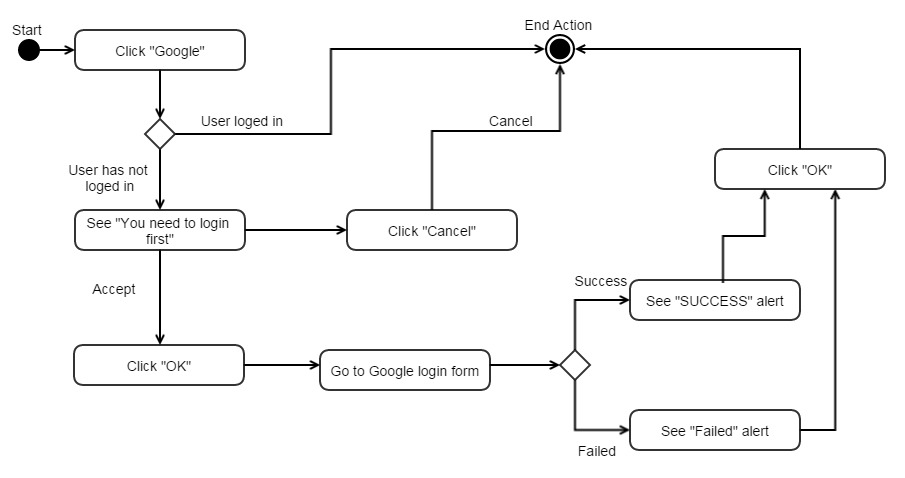 Start
End Action
Click "Google"
User loged in
Cancel
User has not
loged in
Click "OK"
See "You need to login
first"
Click "Cancel"
Accept
Success
See "SUCCESS" alert
Click "OK"
Go to Google login form
See "Failed" alert
Failed